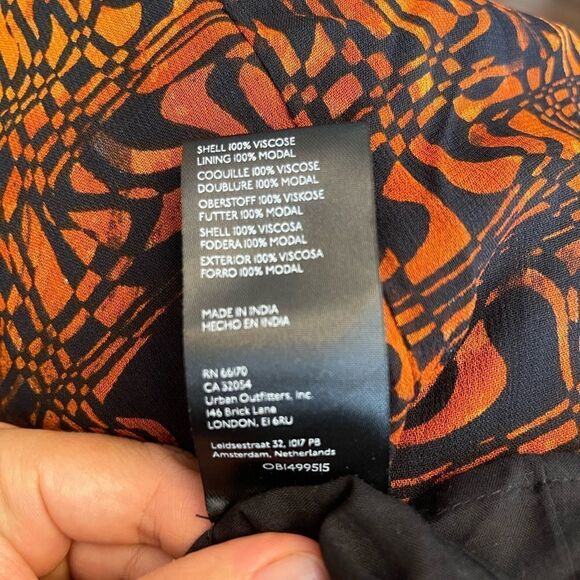 SHELL 100% VISCOSE
LINING 100% MODAL
COQUILLE 100% VISCOSE
DOUBLURE 100% MODAL
OBERSTOFF 100% VISKOSE
FUTTER 100% MODAL
SHELL 100% VISCOSA
FODERA 100% MODAL
EXTERIOR 100% VISCOSA
FORRO 100% MODAL
MADE IN INDIA
HECHO EN INDIA
RN 66170
CA 32054
Urban Outfitters, Inc.
146 Brick Lane
LONDON, E1 6RU
Leidsestraat 32, 1017 PB
Amsterdam, Netherlands
OB1499515